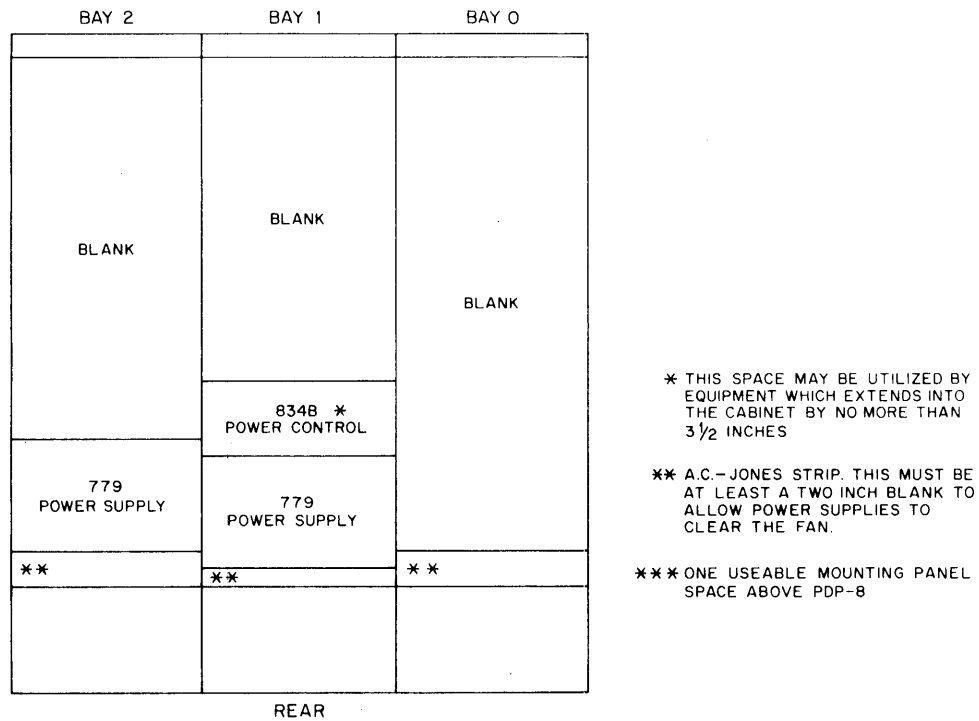 BAY 2 BAY 1 BAY 0
BLANK
BLANK
BLANK
834B *
POWER CONTROL
779
POWER SUPPLY
779
POWER SUPPLY
**
**
**
REAR
* THIS SPACE MAY BE UTILIZED BY
EQUIPMENT WHICH EXTENDS INTO
THE CABINET BY NO MORE THAN
3 1/2 INCHES
** A.C.-JONES STRIP. THIS MUST BE
AT LEAST A TWO INCH BLANK TO
ALLOW POWER SUPPLIES TO
CLEAR THE FAN.
*** ONE USEABLE MOUNTING PANEL
SPACE ABOVE PDP-8